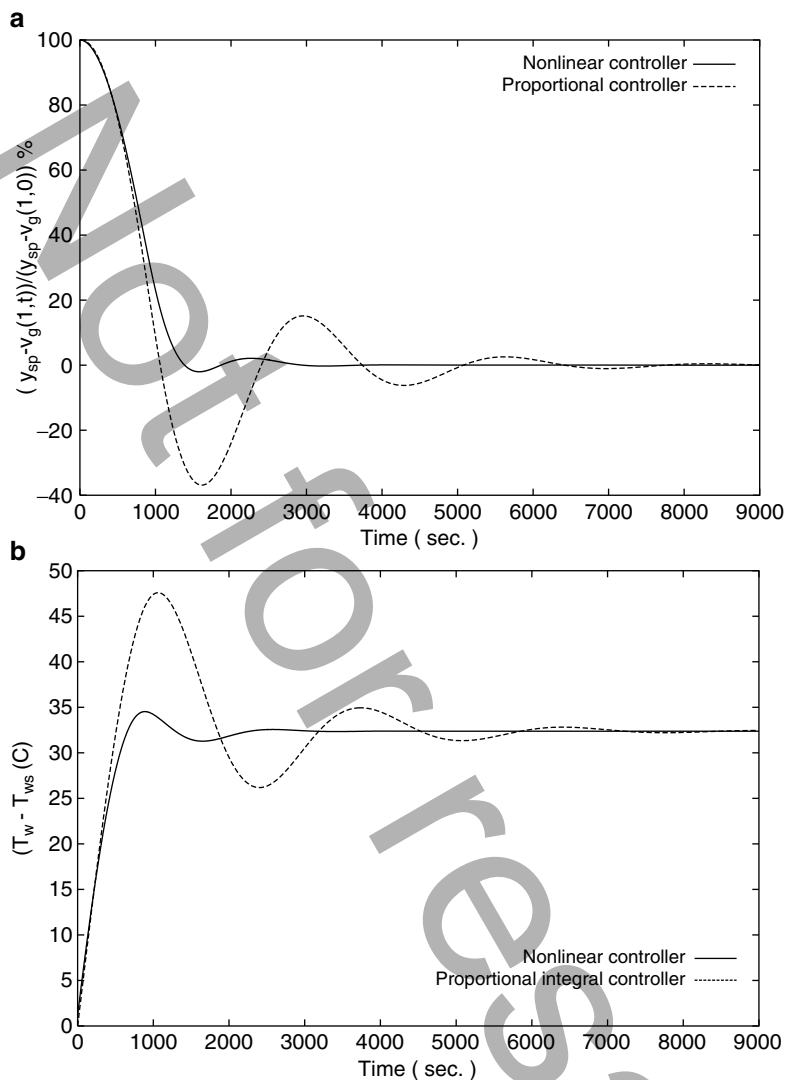 a
100
80
60
40
20
0
–20
–40
( y_sp-v_g(1,t))/(y_sp-v_g(1,0)) %
Nonlinear controller
Proportional controller
0 1000 2000 3000 4000 5000 6000 7000 8000 9000
Time ( sec. )
b
50
45
40
35
30
25
20
15
10
5
0
(T_w - T_ws (C)
Nonlinear controller
Proportional integral controller
0 1000 2000 3000 4000 5000 6000 7000 8000 9000
Time ( sec. )
Not for res